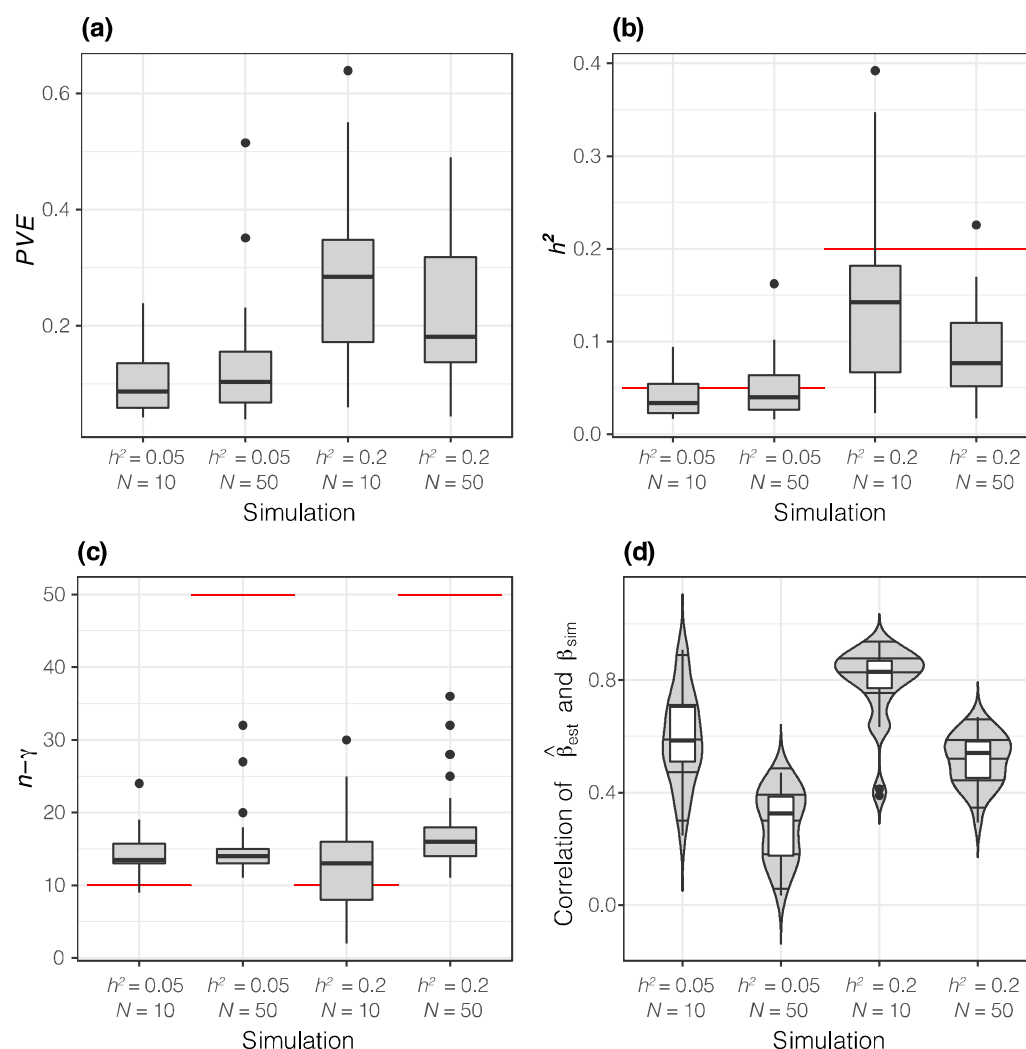 (a)
PVE
0.6
0.4
0.2
h² = 0.05 h² = 0.05 h² = 0.2 h² = 0.2
N = 10 N = 50 N = 10 N = 50
Simulation
(b)
h²
0.4
0.3
0.2
0.1
0.0
h² = 0.05 h² = 0.05 h² = 0.2 h² = 0.2
N = 10 N = 50 N = 10 N = 50
Simulation
(c)
n−γ
50
40
30
20
10
0
h² = 0.05 h² = 0.05 h² = 0.2 h² = 0.2
N = 10 N = 50 N = 10 N = 50
Simulation
(d)
Correlation of β̂est and βsim
0.8
0.4
0.0
h² = 0.05 h² = 0.05 h² = 0.2 h² = 0.2
N = 10 N = 50 N = 10 N = 50
Simulation